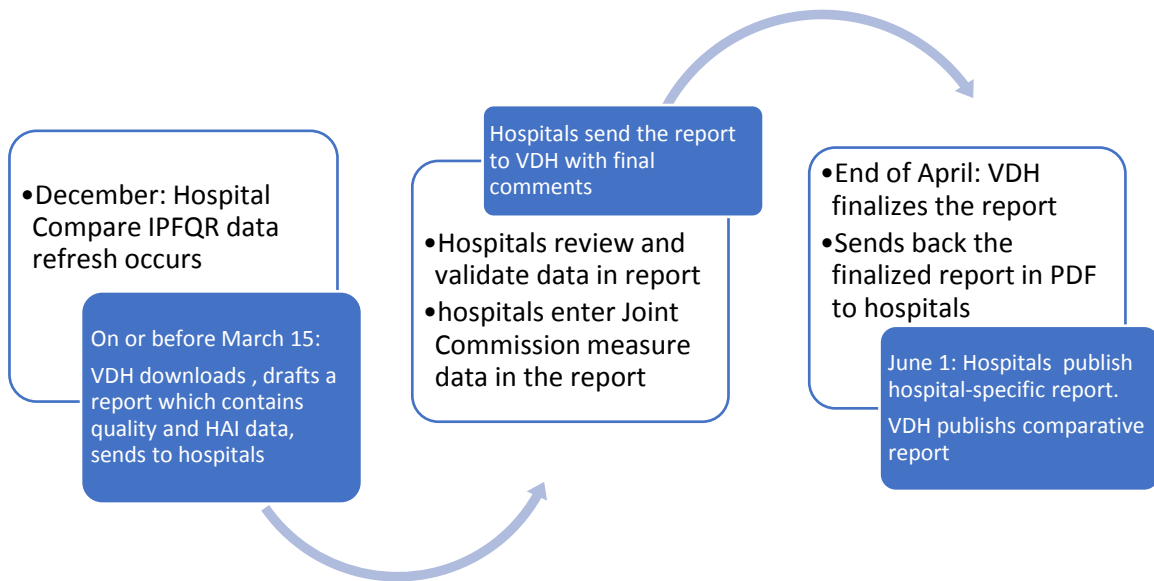 •December: Hospital
Compare IPFQR data
refresh occurs
On or before March 15:
VDH downloads , drafts a
report which contains
quality and HAI data,
sends to hospitals
Hospitals send the report
to VDH with final
comments
•Hospitals review and
validate data in report
•hospitals enter Joint
Commission measure
data in the report
•End of April: VDH
finalizes the report
•Sends back the
finalized report in PDF
to hospitals
June 1: Hospitals  publish
hospital-specific report.
VDH publishs comparative
report